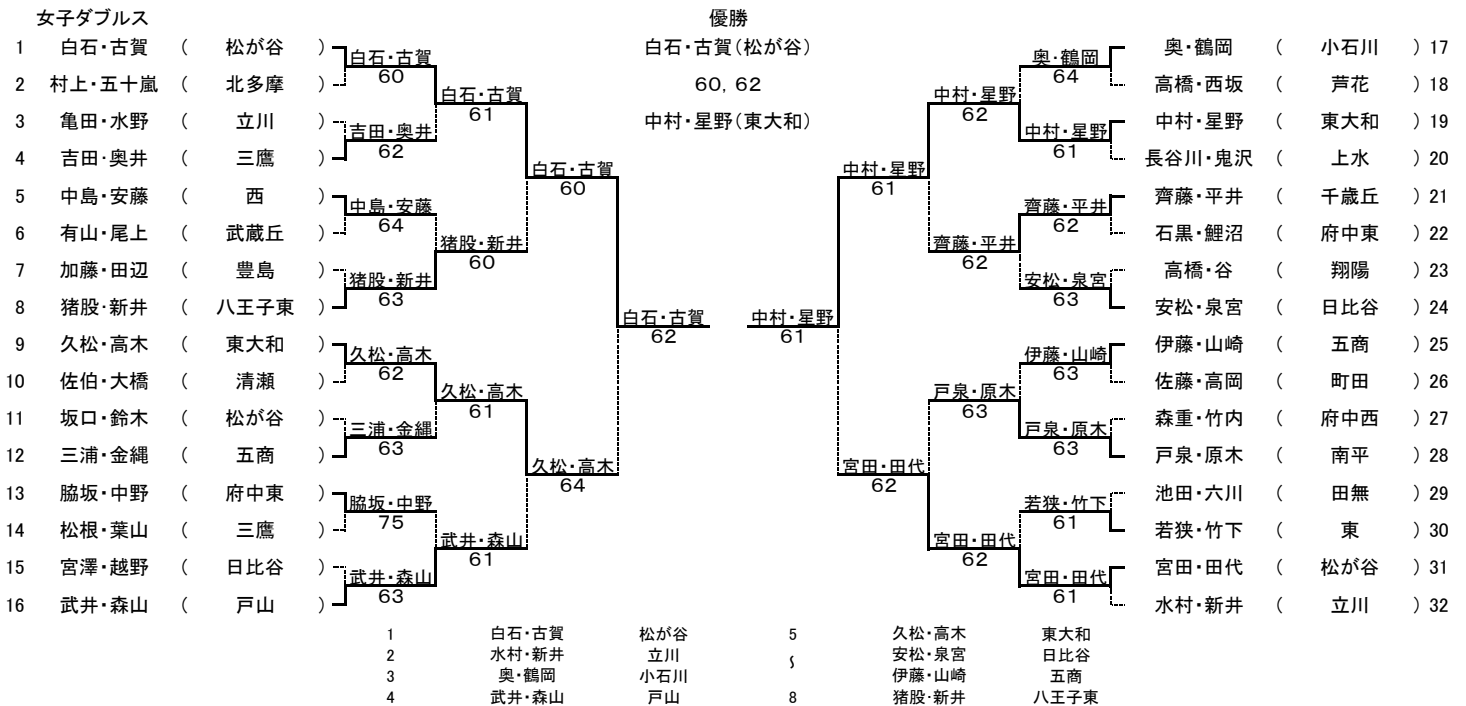 女子ダブルス
優勝
白石・古賀(松が谷)
60, 62
中村・星野(東大和)
1 白石・古賀 ( 松が谷 )
2 村上・五十嵐 ( 北多摩 )
3 亀田・水野 ( 立川 )
4 吉田・奥井 ( 三鷹 )
5 中島・安藤 ( 西 )
6 有山・尾上 ( 武蔵丘 )
7 加藤・田辺 ( 豊島 )
8 猪股・新井 ( 八王子東 )
9 久松・高木 ( 東大和 )
10 佐伯・大橋 ( 清瀬 )
11 坂口・鈴木 ( 松が谷 )
12 三浦・金縄 ( 五商 )
13 脇坂・中野 ( 府中東 )
14 松根・葉山 ( 三鷹 )
15 宮澤・越野 ( 日比谷 )
16 武井・森山 ( 戸山 )
白石・古賀
60
吉田・奥井
62
中島・安藤
64
猪股・新井
63
久松・高木
62
三浦・金縄
63
脇坂・中野
75
武井・森山
63
白石・古賀
61
猪股・新井
60
久松・高木
61
武井・森山
61
白石・古賀
60
久松・高木
64
白石・古賀
62
中村・星野
61
中村・星野
61
宮田・田代
62
中村・星野
62
齊藤・平井
62
戸泉・原木
63
宮田・田代
62
奥・鶴岡
64
中村・星野
61
齊藤・平井
62
安松・泉宮
63
伊藤・山崎
63
戸泉・原木
63
若狭・竹下
61
宮田・田代
61
奥・鶴岡 ( 小石川 ) 17
高橋・西坂 ( 芦花 ) 18
中村・星野 ( 東大和 ) 19
長谷川・鬼沢 ( 上水 ) 20
齊藤・平井 ( 千歳丘 ) 21
石黒・鯉沼 ( 府中東 ) 22
高橋・谷 ( 翔陽 ) 23
安松・泉宮 ( 日比谷 ) 24
伊藤・山崎 ( 五商 ) 25
佐藤・高岡 ( 町田 ) 26
森重・竹内 ( 府中西 ) 27
戸泉・原木 ( 南平 ) 28
池田・六川 ( 田無 ) 29
若狭・竹下 ( 東 ) 30
宮田・田代 ( 松が谷 ) 31
水村・新井 ( 立川 ) 32
1 白石・古賀 松が谷 5 久松・高木 東大和
2 水村・新井 立川 ~ 安松・泉宮 日比谷
3 奥・鶴岡 小石川 伊藤・山崎 五商
4 武井・森山 戸山 8 猪股・新井 八王子東